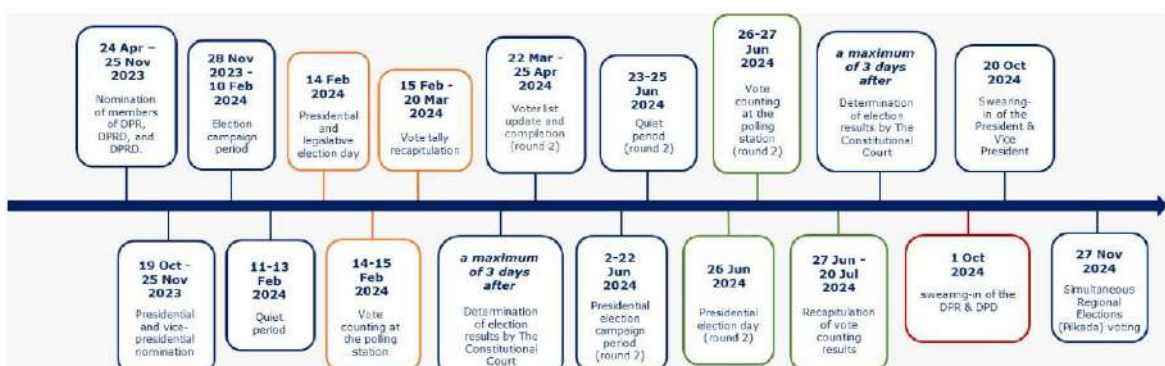 24 Apr –
25 Nov
2023
Nomination
of members
of DPR,
DPRD, and
DPRD.
28 Nov
2023 -
10 Feb
2024
Election
campaign
period
14 Feb
2024
Presidential
and
legislative
election day
15 Feb -
20 Mar
2024
Vote tally
recapitulation
22 Mar -
25 Apr
2024
Voter list
update and
completion
(round 2)
23-25
Jun
2024
Quiet
period
(round 2)
26-27
Jun
2024
Vote
counting
at the
polling
station
(round 2)
a maximum
of 3 days
after
Determination
of election
results by The
Constitutional
Court
20 Oct
2024
Swearing-
in of the
President &
Vice
President
19 Oct -
25 Nov
2023
Presidential
and vice-
presidential
nomination
11-13
Feb
2024
Quiet
period
14-15
Feb
2024
Vote
counting at
the polling
station
a maximum
of 3 days
after
Determination
of election
results by The
Constitutional
Court
2-22
Jun
2024
Presidential
election
campaign
period
(round 2)
26 Jun
2024
Presidential
election day
(round 2)
27 Jun -
20 Jul
2024
Recapitulation
of vote
counting
results
1 Oct
2024
swearing-in of the
DPR & DPD
27 Nov
2024
Simultaneous
Regional
Elections
(Pilkada) voting